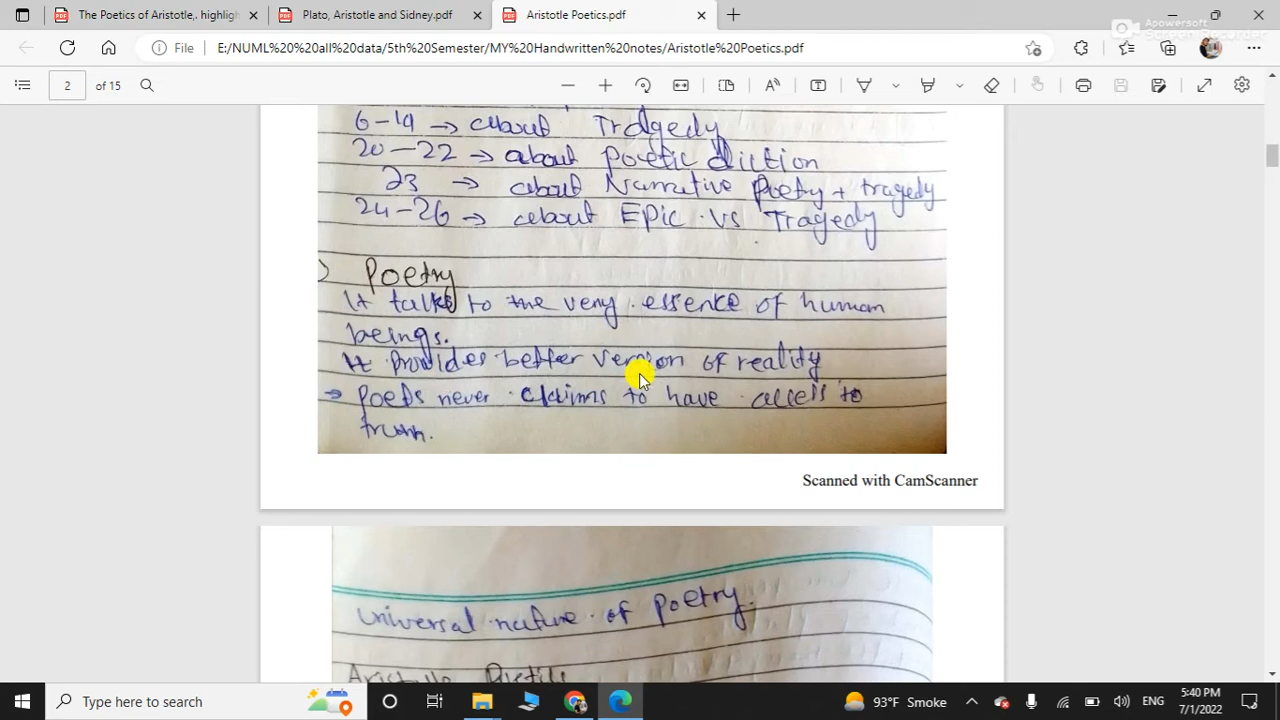 The Poetics of Aristotle,. highligh
Plato, Aristotle and Sidney.pdf
Aristotle Poetics.pdf
Apowersoft
Screen Recorder
File
E:/NUML%20%20all%20data/5th%20Semester/MY%20Handwritten%20notes/Aristotle%20Poetics.pdf
2 of 15
6-19 → about Tragedy
20-22 → about poetic diction
23 → about Narrative Poetry + tragedy
24-26 → about EPic vs Tragedy
Poetry
It talks to the very essence of human
beings.
It provides better version of reality
→ Poets never claims to have access to
truth.
Scanned with CamScanner
Universal nature of Poetry.
Type here to search
93°F Smoke
ENG
5:40 PM
7/1/2022